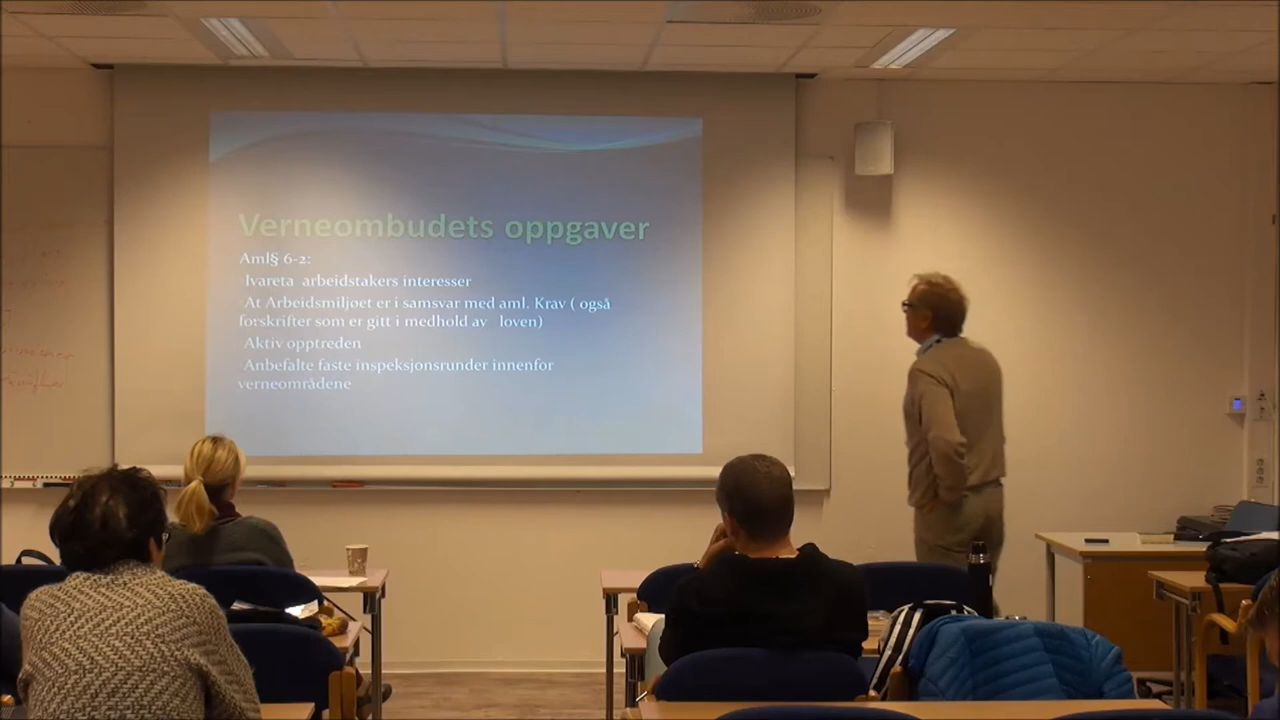 Verneombudets oppgaver
Aml§ 6-2:
Ivareta arbeidstakers interesser
At Arbeidsmiljøet er i samsvar med aml. Krav ( også
forskrifter som er gitt i medhold av loven)
Aktiv opptreden
Anbefalte faste inspeksjonsrunder innenfor
verneområdene